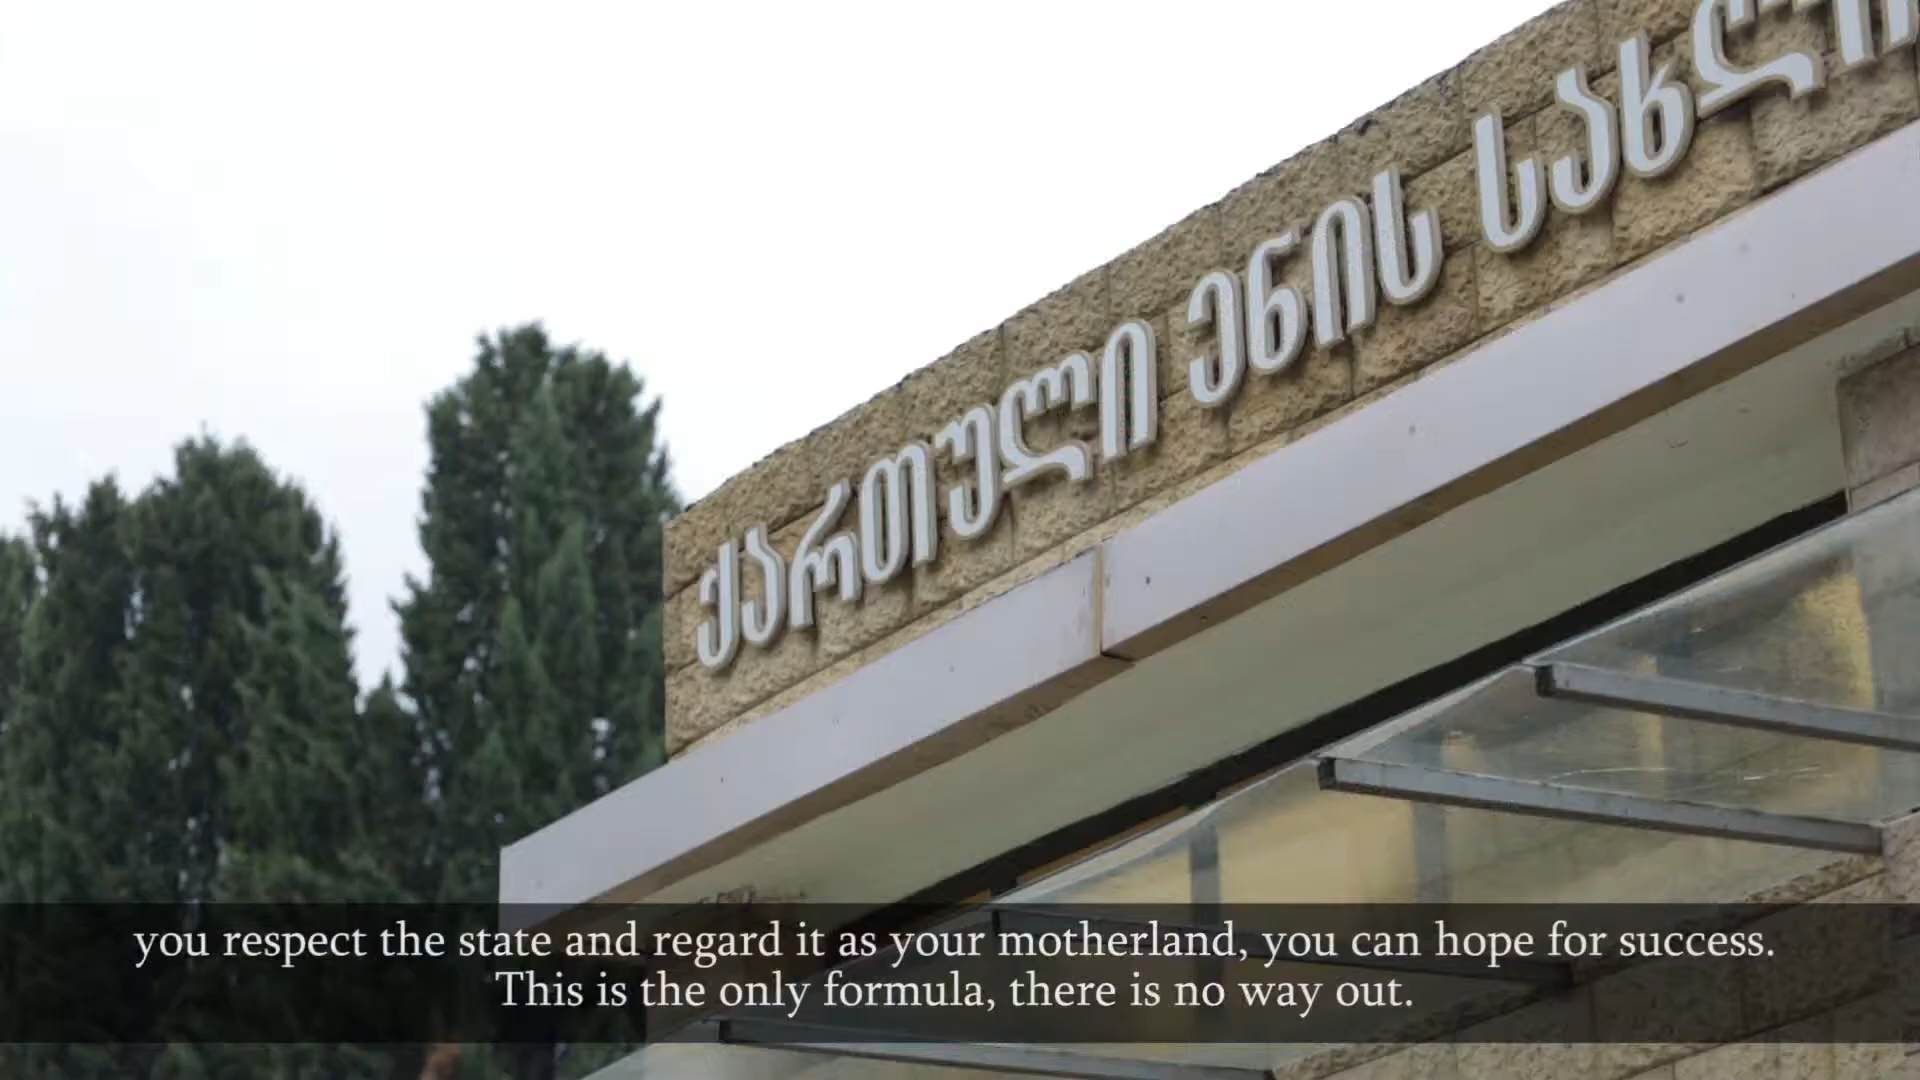 ქართული ენის სახლი
you respect the state and regard it as your motherland, you can hope for success.
This is the only formula, there is no way out.